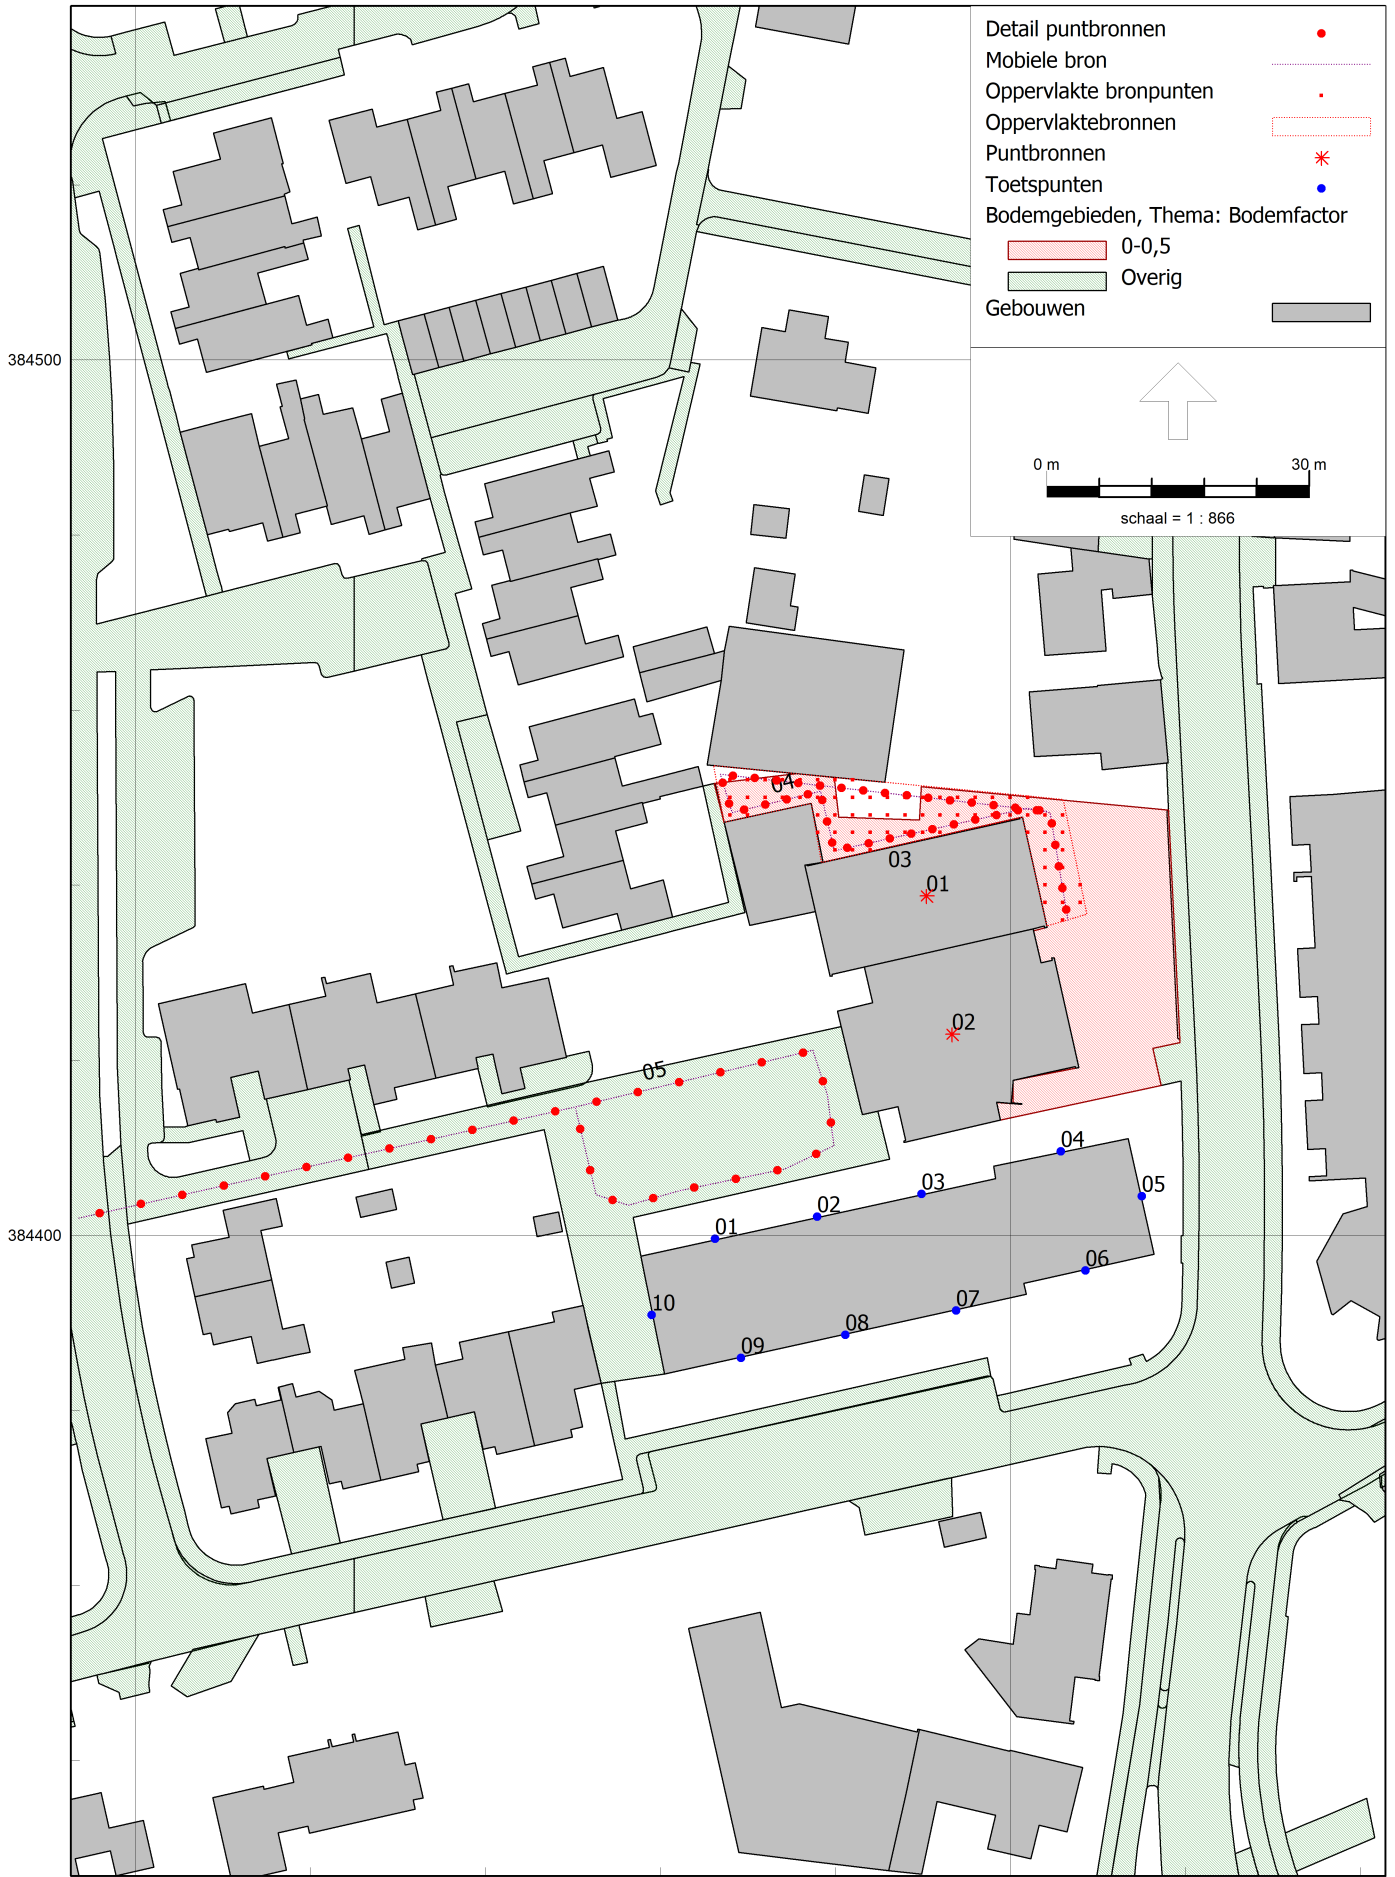 Detail puntbronnen
Mobiele bron
Oppervlakte bronpunten
Oppervlaktebronnen
Puntbronnen
Toetspunten
Bodemgebieden, Thema: Bodemfactor
0-0,5
Overig
Gebouwen
384500
0 m 30 m
schaal = 1 : 866
04
03
01
02
05
04
03
05
02
01
06
10
07
08
09
384400